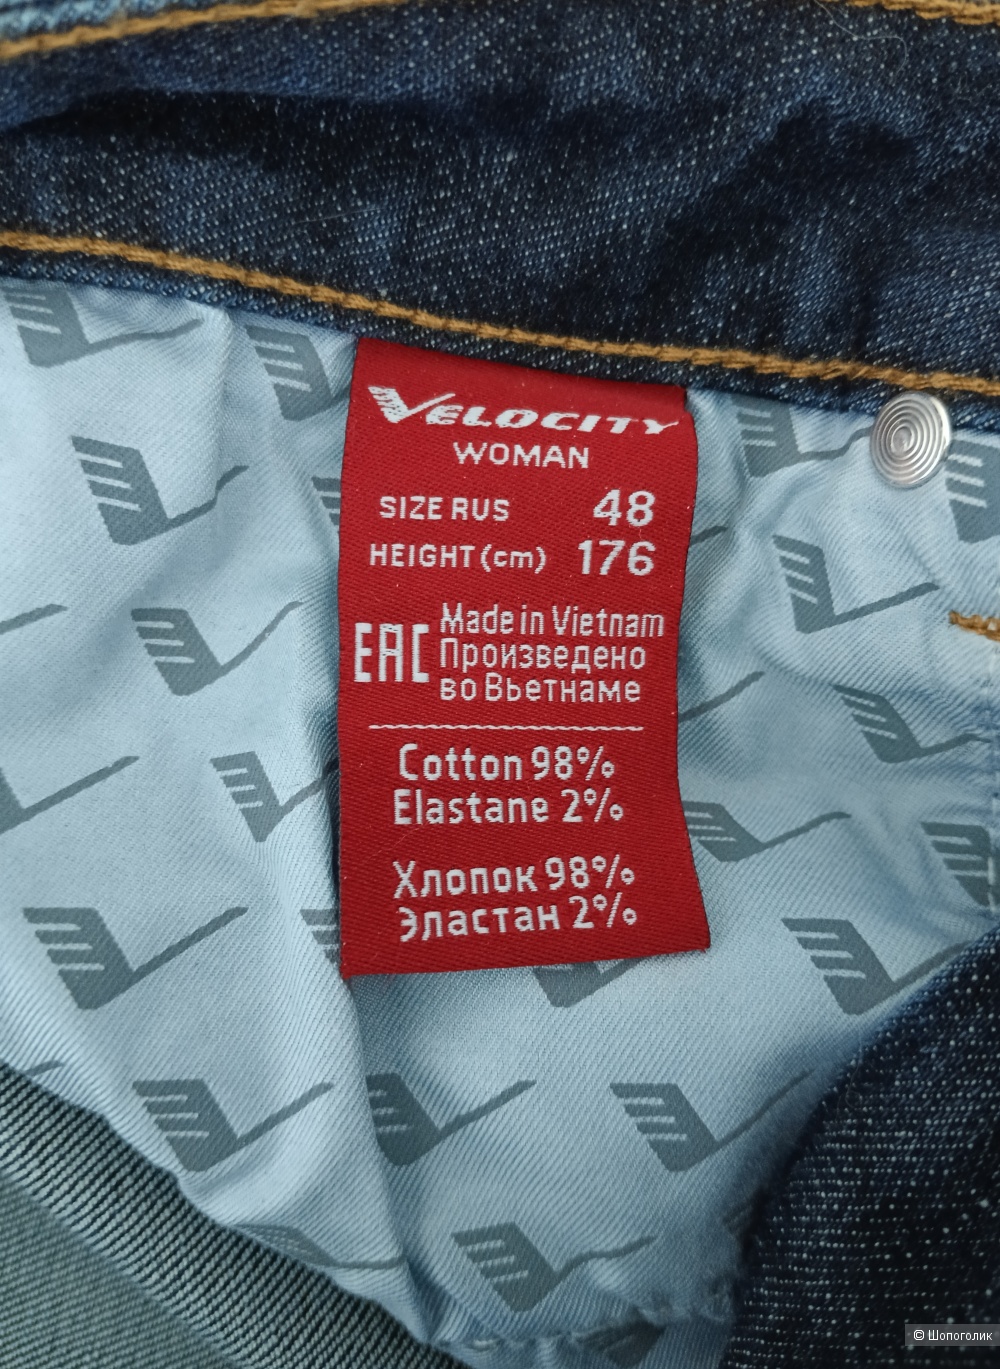 VELOCITY
WOMAN
SIZE RUS 48
HEIGHT (cm) 176
EAC
Made in Vietnam
Произведено
во Вьетнаме
Cotton 98%
Elastane 2%
Хлопок 98%
Эластан 2%
© Шопоголик